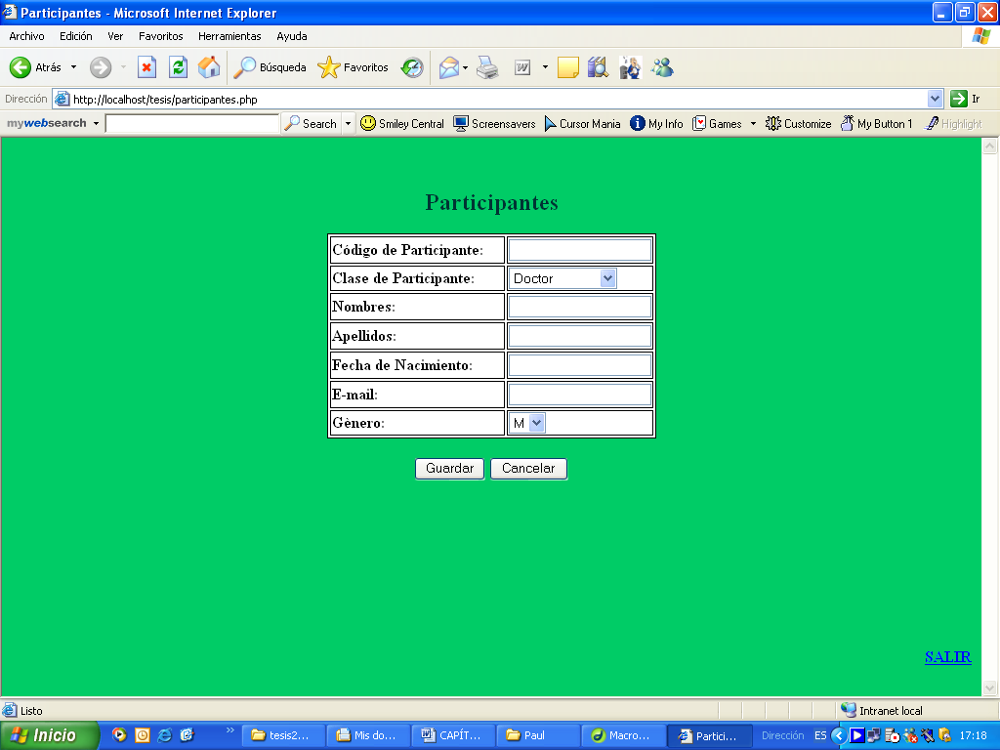 Participantes - Microsoft Internet Explorer
Archivo Edición Ver Favoritos Herramientas Ayuda
Atrás Búsqueda Favoritos
Dirección http://localhost/tesis/participantes.php Ir
mywebsearch Search Smiley Central Screensavers Cursor Mania My Info Games Customize My Button 1 Highlight
Participantes
Código de Participante:
Clase de Participante: Doctor
Nombres:
Apellidos:
Fecha de Nacimiento:
E-mail:
Gènero: M
Guardar Cancelar
SALIR
Listo Intranet local
Inicio » tesis2... Mis do... CAPÍT... Paul Macro... Partici... Dirección ES 17:18